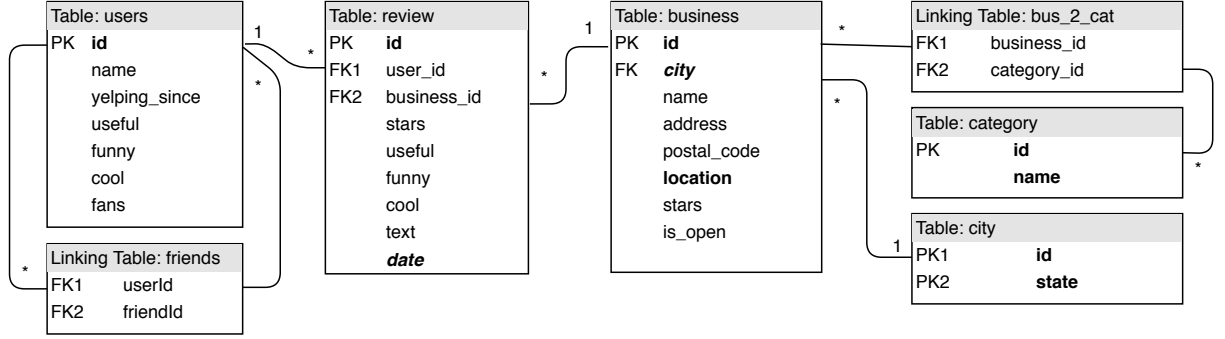 Table: users
PK id
name
yelping_since
useful
funny
cool
fans
Linking Table: friends
FK1 userId
FK2 friendId
1
*
*
*
Table: review
PK id
FK1 user_id
FK2 business_id
stars
useful
funny
cool
text
date
1
*
Table: business
PK id
FK city
name
address
postal_code
location
stars
is_open
*
*
1
Linking Table: bus_2_cat
FK1 business_id
FK2 category_id
Table: category
PK id
name
*
Table: city
PK1 id
PK2 state